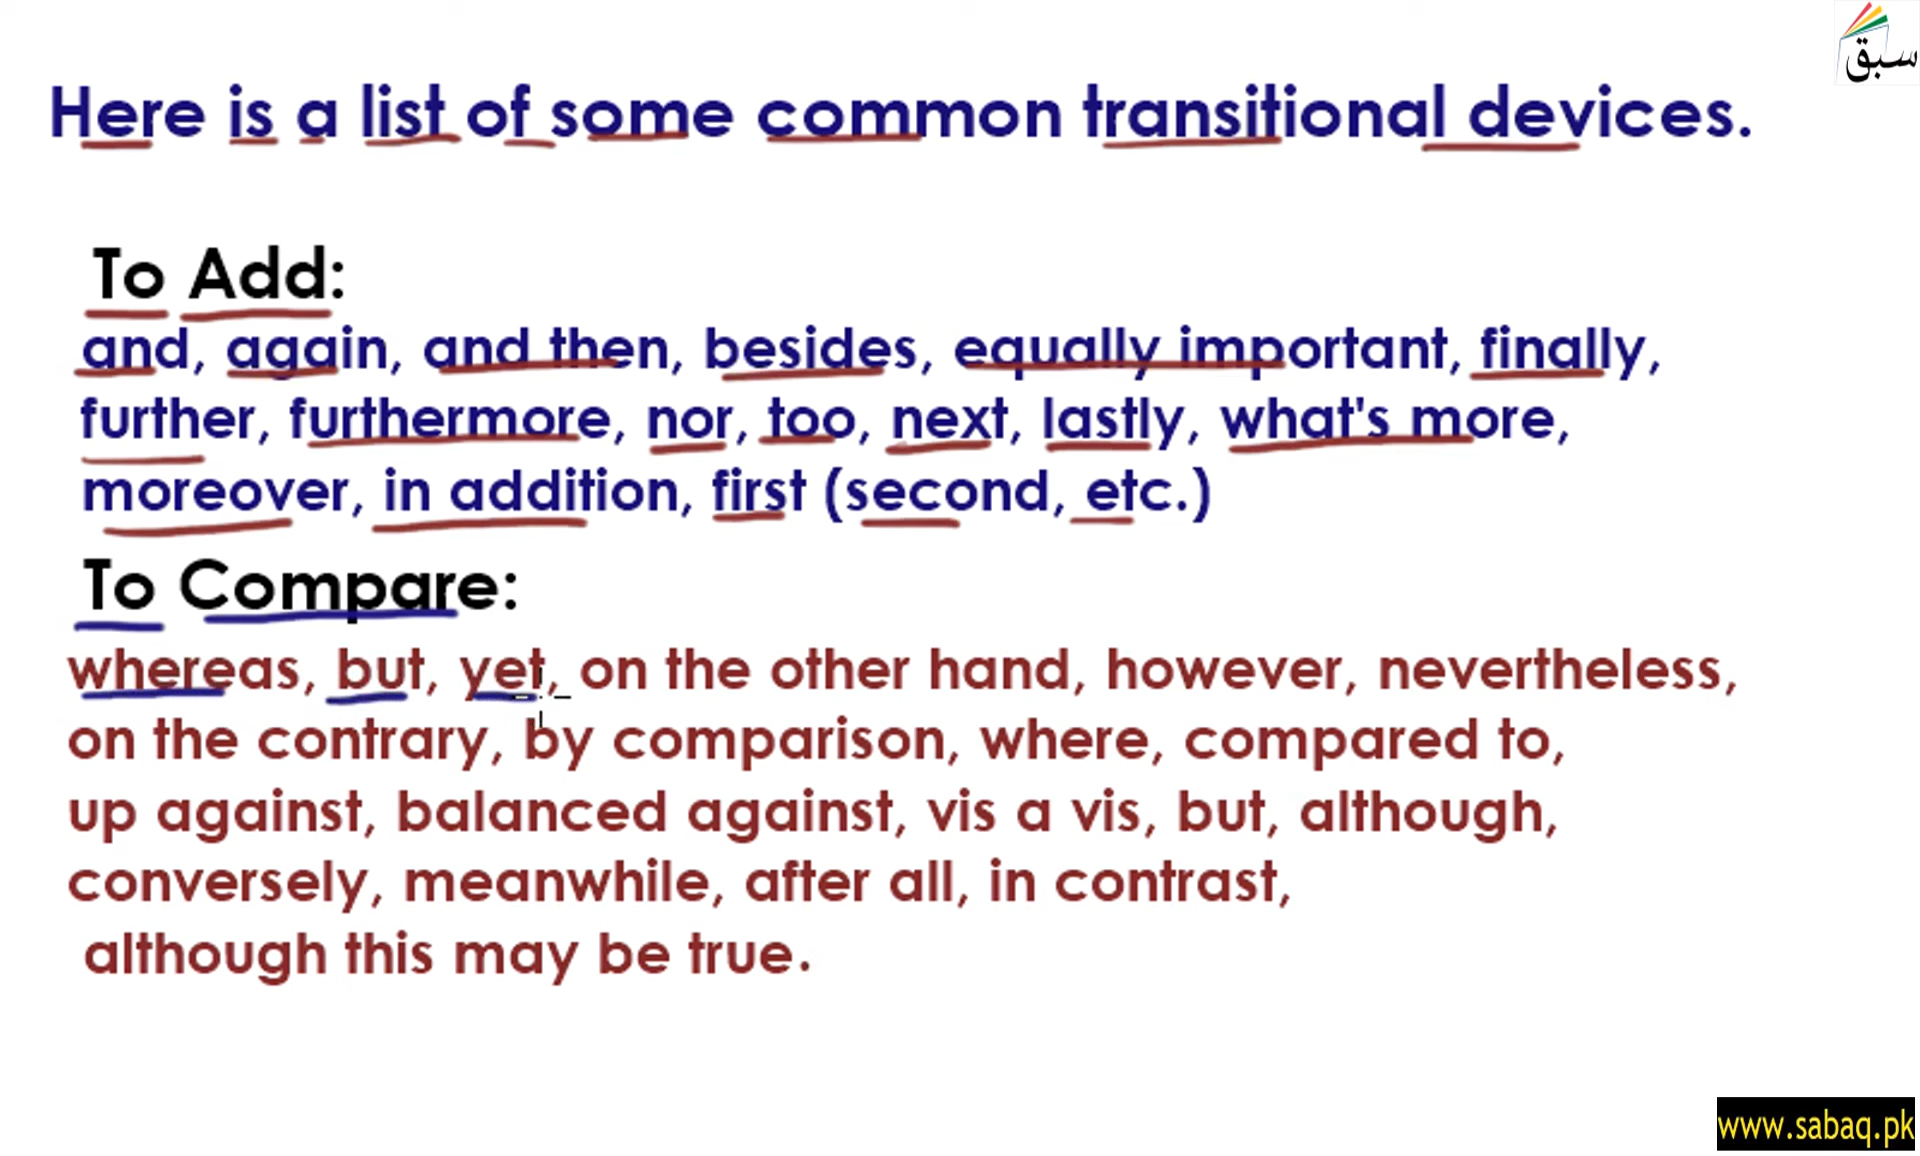 سبق
Here is a list of some common transitional devices.
To Add:
and, again, and then, besides, equally important, finally,
further, furthermore, nor, too, next, lastly, what's more,
moreover, in addition, first (second, etc.)
To Compare:
whereas, but, yet, on the other hand, however, nevertheless,
on the contrary, by comparison, where, compared to,
up against, balanced against, vis a vis, but, although,
conversely, meanwhile, after all, in contrast,
although this may be true.
www.sabaq.pk